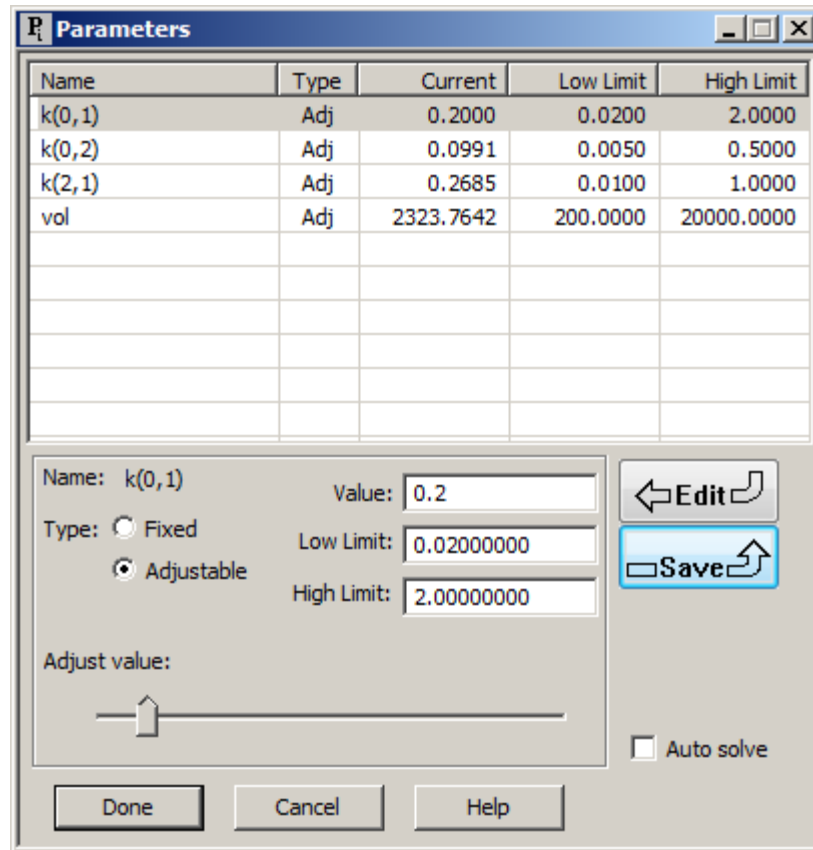 Parameters
Name Type Current Low Limit High Limit
k(0,1) Adj 0.2000 0.0200 2.0000
k(0,2) Adj 0.0991 0.0050 0.5000
k(2,1) Adj 0.2685 0.0100 1.0000
vol Adj 2323.7642 200.0000 20000.0000
Name: k(0,1)
Value: 0.2
Edit
Type: Fixed
Low Limit: 0.02000000
Save
Adjustable
High Limit: 2.00000000
Adjust value:
Auto solve
Done Cancel Help